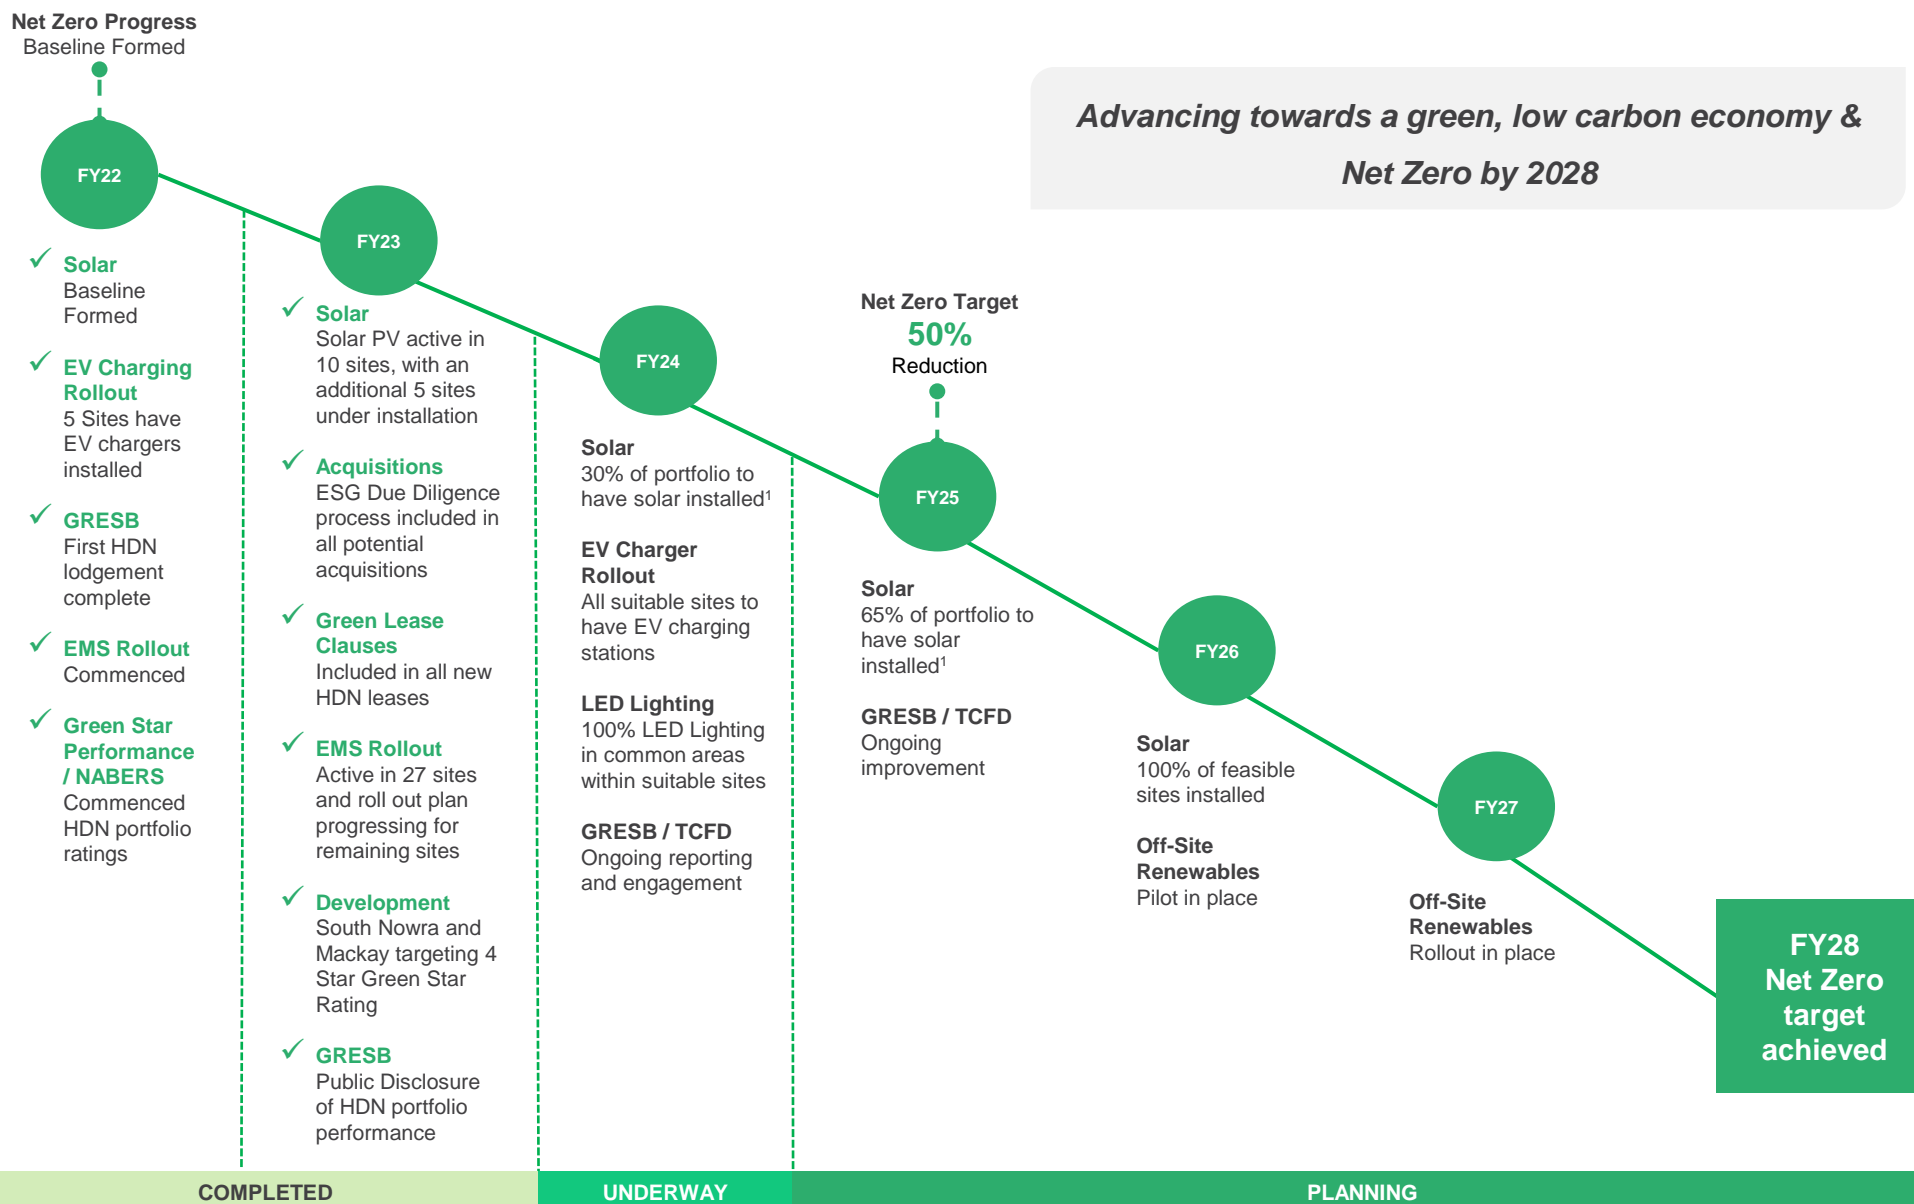 Net Zero Progress
Baseline Formed
Advancing towards a green, low carbon economy &
Net Zero by 2028
FY22
✓ Solar
Baseline
Formed
✓ EV Charging
Rollout
5 Sites have
EV chargers
installed
✓ GRESB
First HDN
lodgement
complete
✓ EMS Rollout
Commenced
✓ Green Star
Performance
/ NABERS
Commenced
HDN portfolio
ratings
FY23
✓ Solar
Solar PV active in
10 sites, with an
additional 5 sites
under installation
✓ Acquisitions
ESG Due Diligence
process included in
all potential
acquisitions
✓ Green Lease
Clauses
Included in all new
HDN leases
✓ EMS Rollout
Active in 27 sites
and roll out plan
progressing for
remaining sites
✓ Development
South Nowra and
Mackay targeting 4
Star Green Star
Rating
✓ GRESB
Public Disclosure
of HDN portfolio
performance
FY24
Solar
30% of portfolio to
have solar installed¹
EV Charger
Rollout
All suitable sites to
have EV charging
stations
LED Lighting
100% LED Lighting
in common areas
within suitable sites
GRESB / TCFD
Ongoing reporting
and engagement
Net Zero Target
50%
Reduction
FY25
Solar
65% of portfolio to
have solar
installed¹
GRESB / TCFD
Ongoing
improvement
FY26
Solar
100% of feasible
sites installed
Off-Site
Renewables
Pilot in place
FY27
Off-Site
Renewables
Rollout in place
FY28
Net Zero
target
achieved
COMPLETED
UNDERWAY
PLANNING